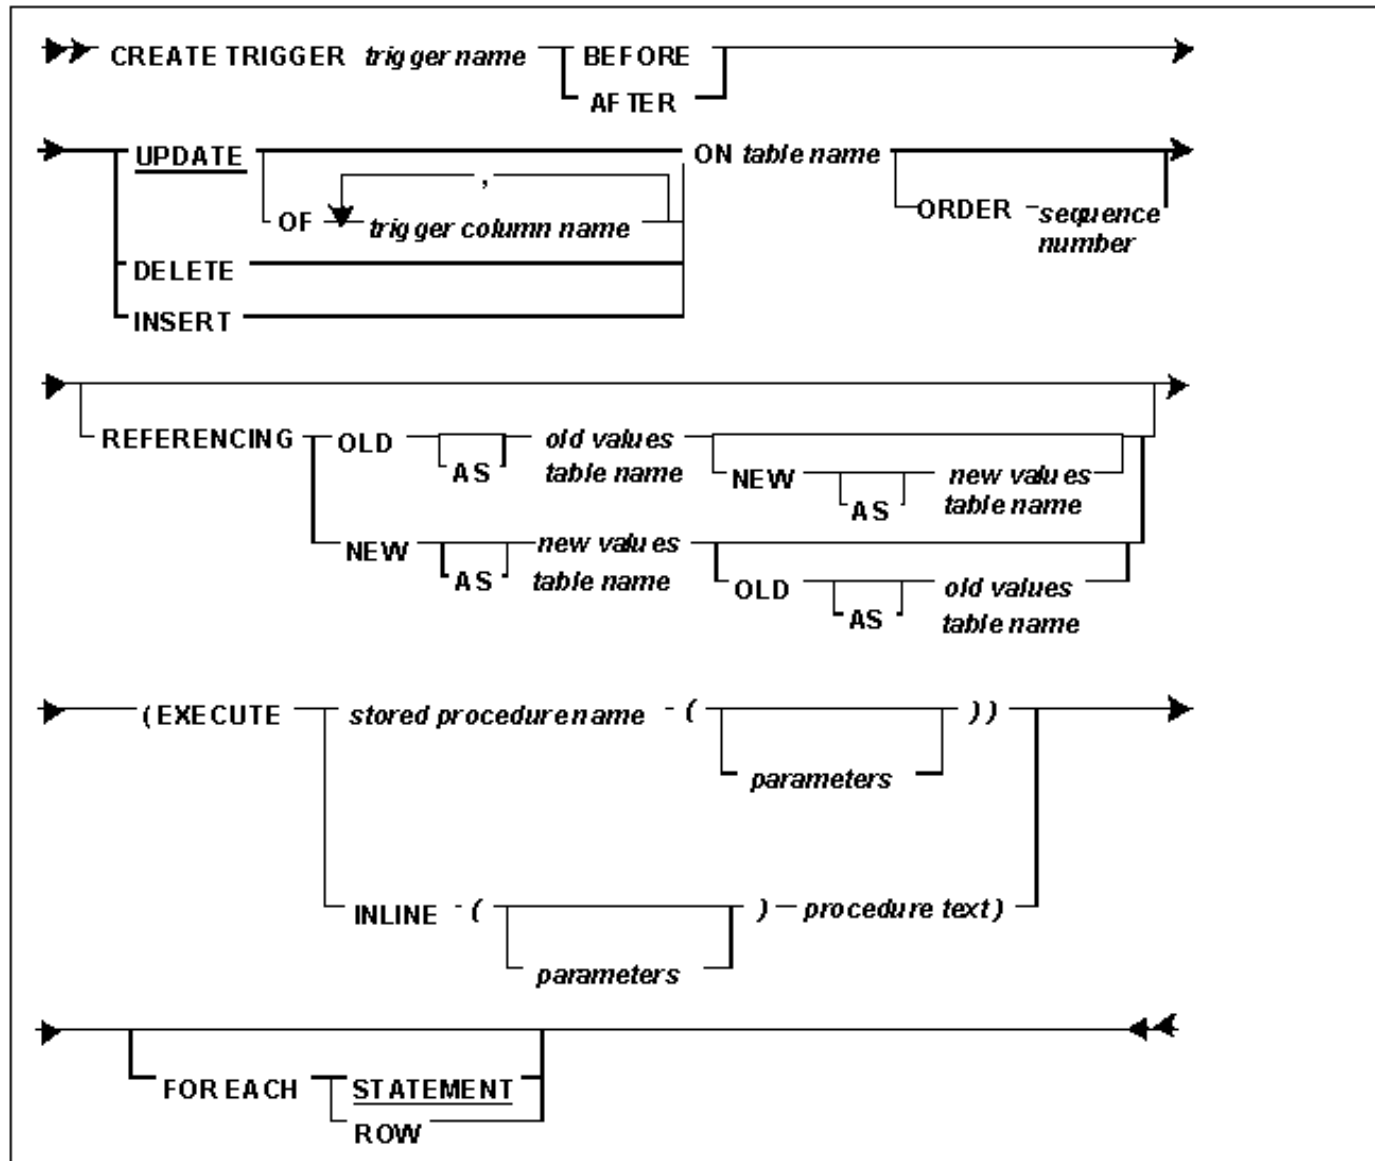 CREATE TRIGGER trigger name BEFORE
AFTER
UPDATE ON table name
,
OF trigger column name ORDER sequence
number
DELETE
INSERT
REFERENCING OLD old values
AS table name NEW new values
AS table name
NEW new values
AS table name OLD old values
AS table name
(EXECUTE stored procedure name ( ))
parameters
INLINE ( ) procedure text)
parameters
FOR EACH STATEMENT
ROW